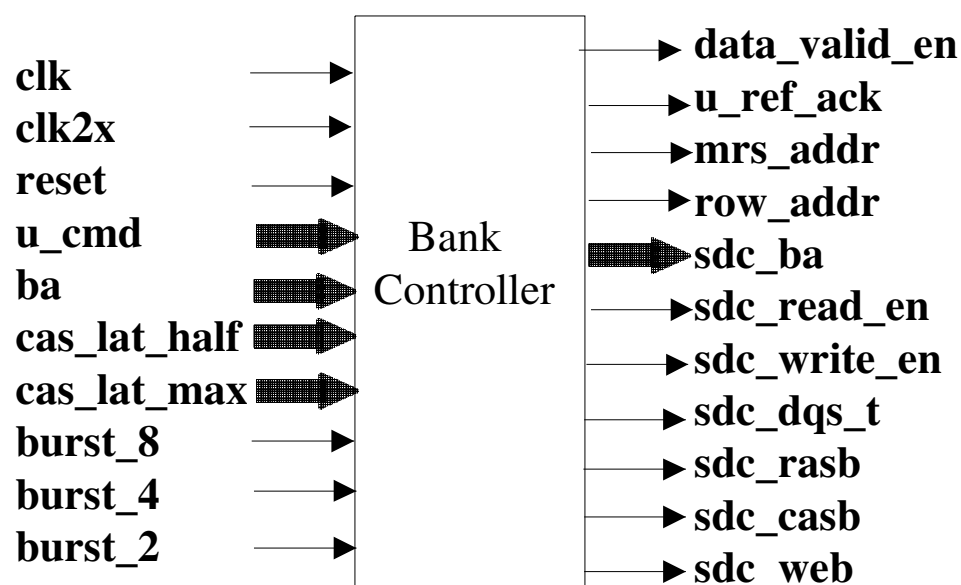 clk
clk2x
reset
u_cmd
ba
cas_lat_half
cas_lat_max
burst_8
burst_4
burst_2
Bank
Controller
data_valid_en
u_ref_ack
mrs_addr
row_addr
sdc_ba
sdc_read_en
sdc_write_en
sdc_dqs_t
sdc_rasb
sdc_casb
sdc_web